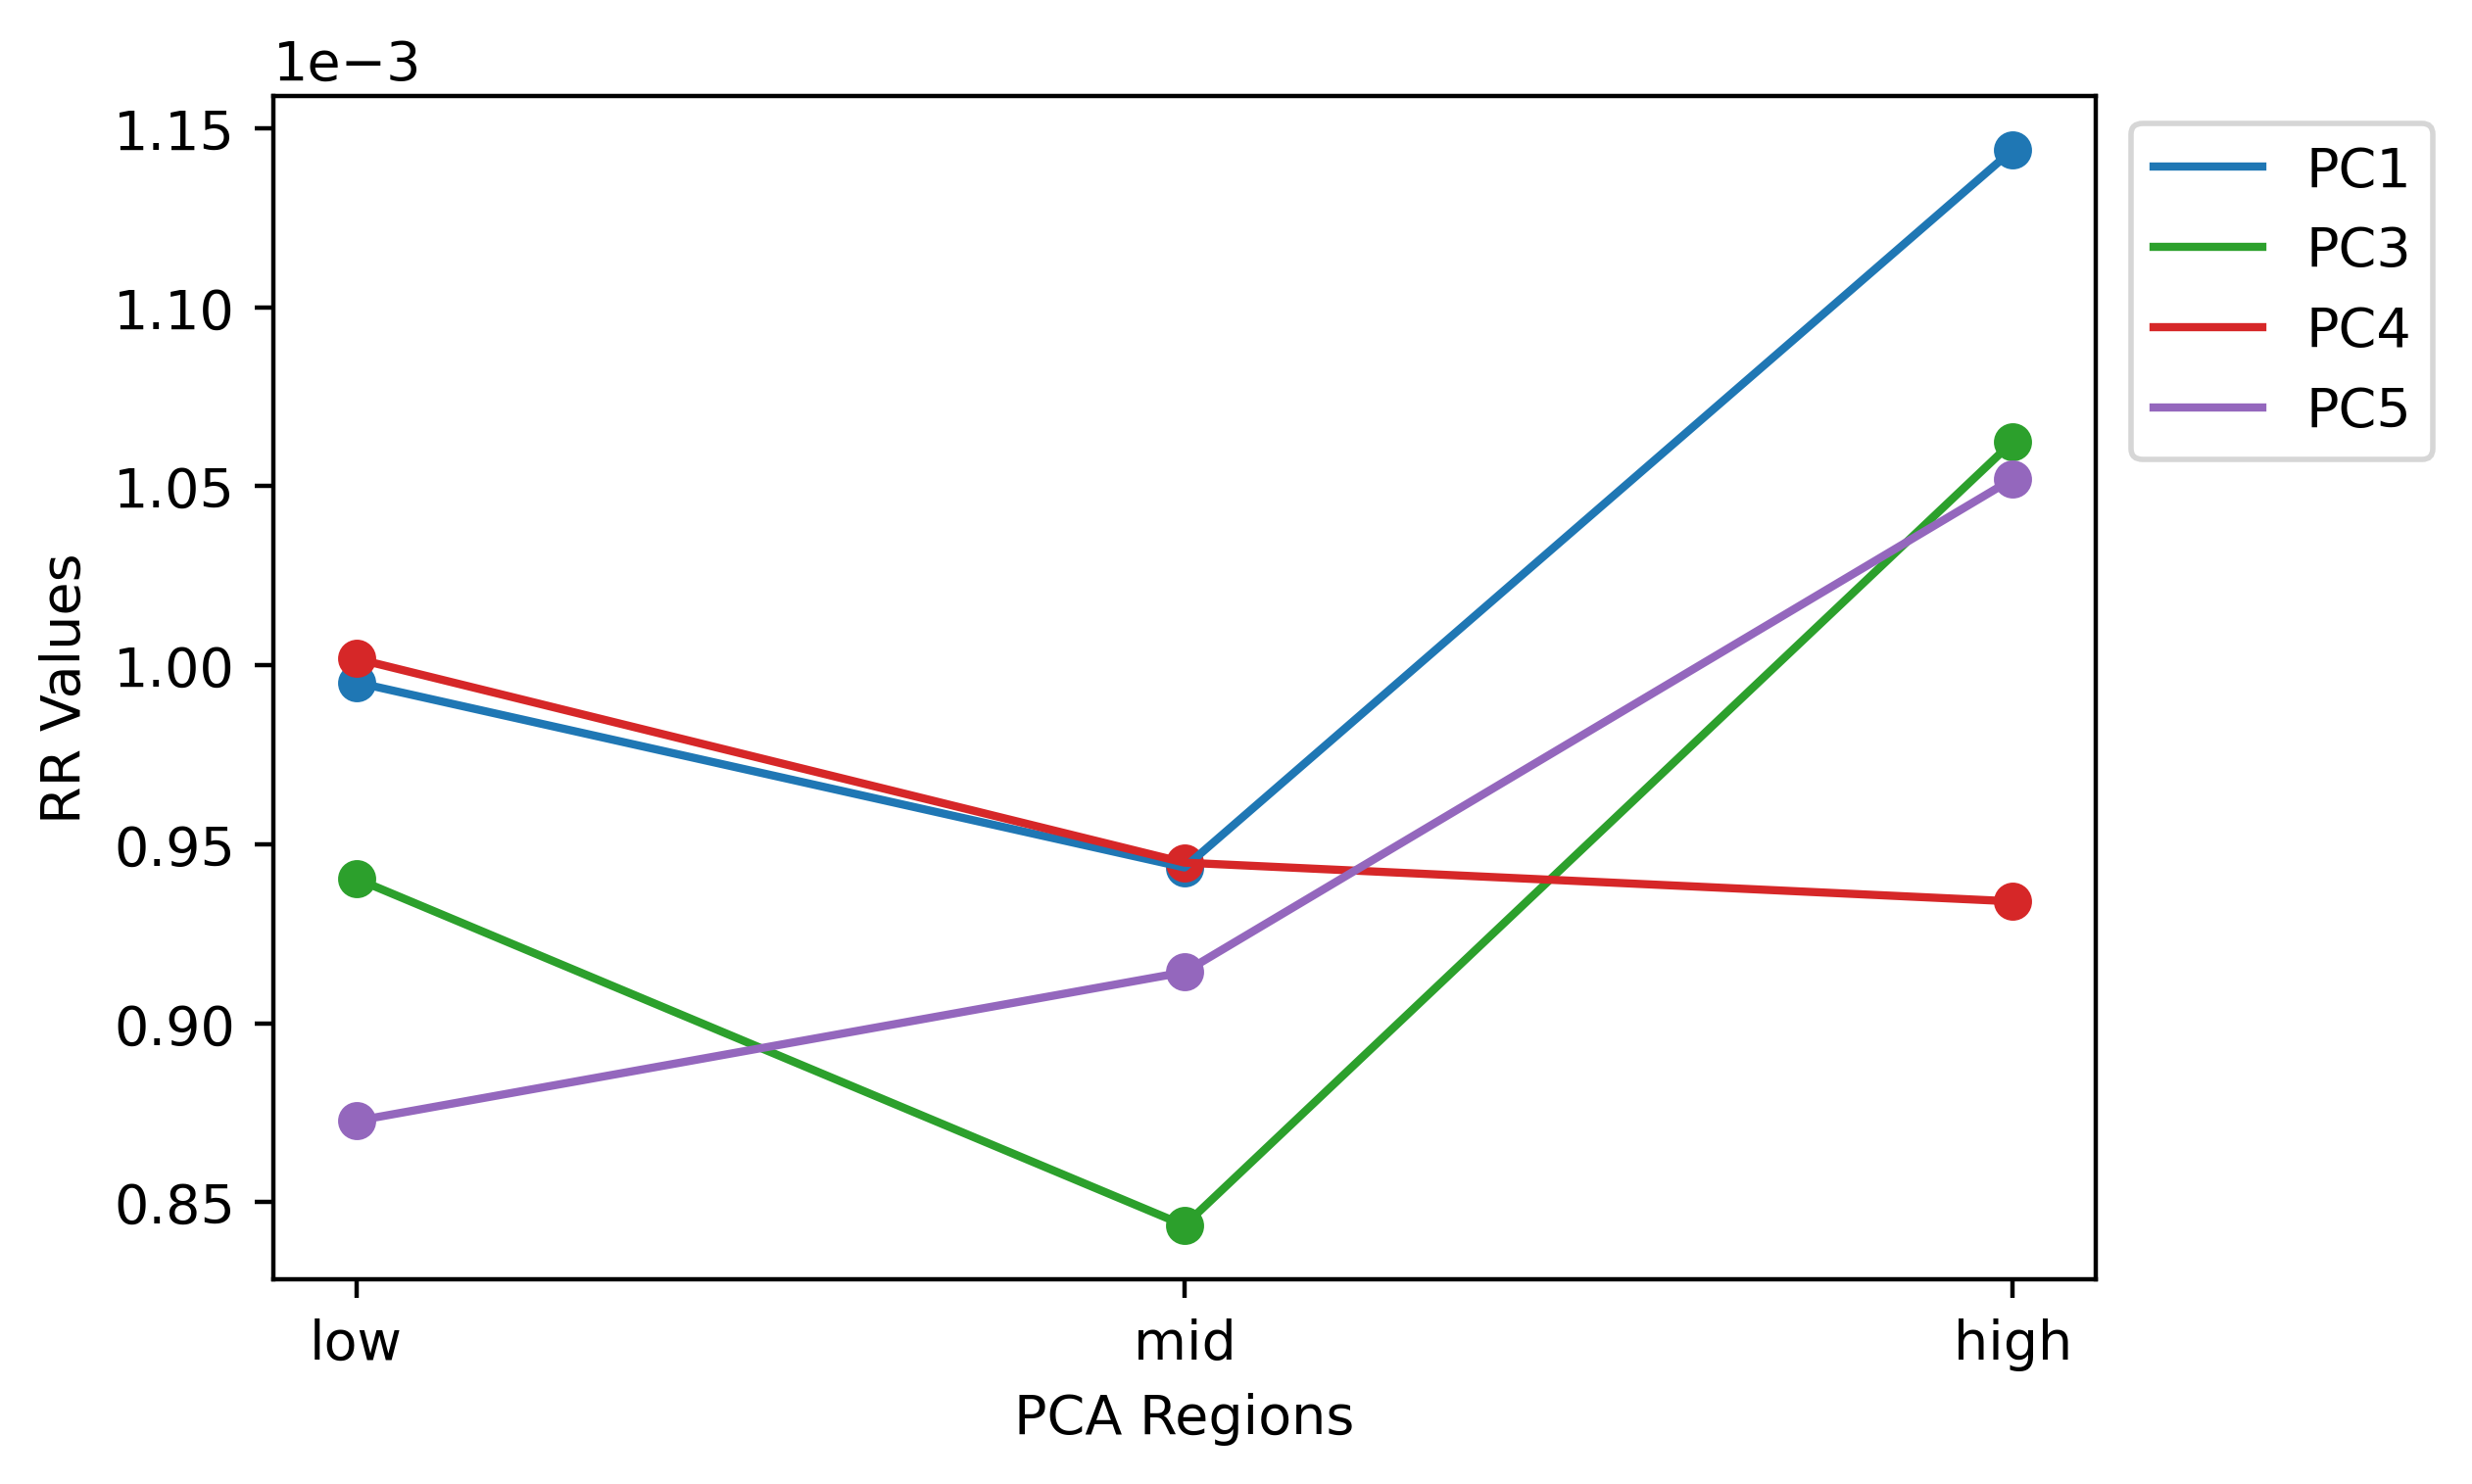 1e−3
1.15
1.10
1.05
1.00
0.95
0.90
0.85
RR Values
low
mid
high
PCA Regions
PC1
PC3
PC4
PC5